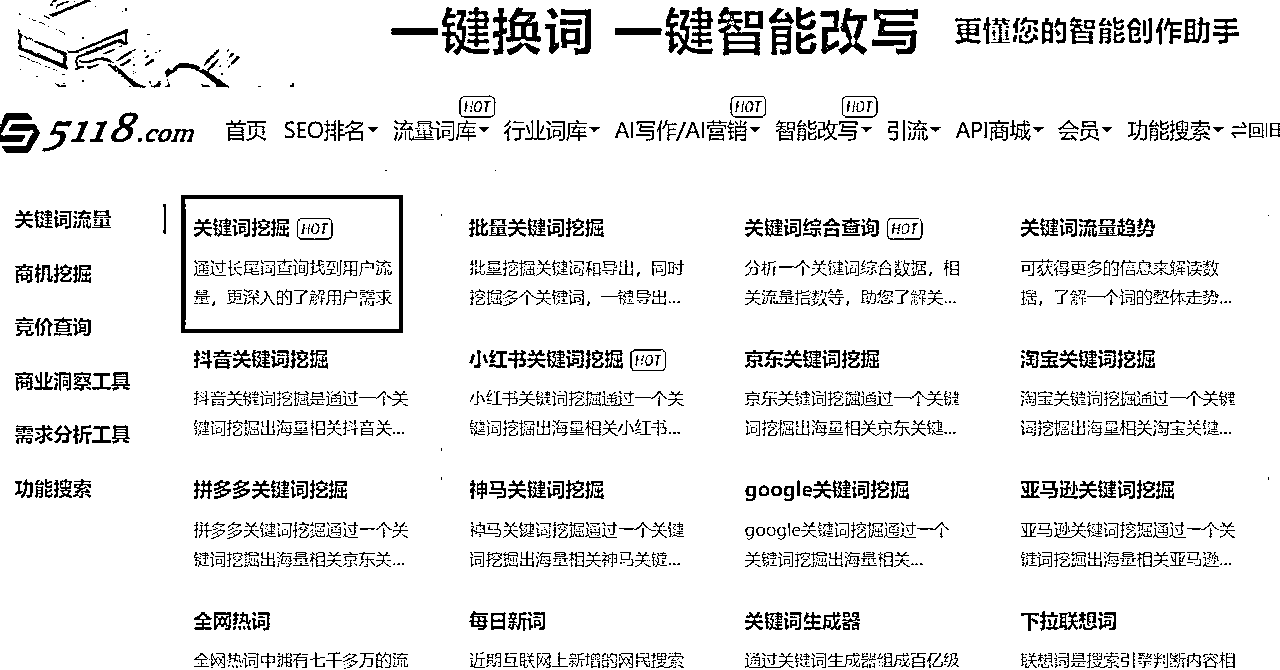 一键换词 一键智能改写 更懂您的智能创作助手
HOT HOT HOT
5118.com 首页 SEO排名 流量词库 行业词库 AI写作/AI营销 智能改写 引流 API商城 会员 功能搜索 ⇌回旧
关键词流量
商机挖掘
竞价查询
商业洞察工具
需求分析工具
功能搜索
关键词挖掘 HOT
通过长尾词查询找到用户流
量，更深入的了解用户需求
批量关键词挖掘
批量挖掘关键词和导出，同时
挖掘多个关键词，一键导出...
关键词综合查询 HOT
分析一个关键词综合数据，相
关流量指数等，助您了解关...
关键词流量趋势
可获得更多的信息来解读数
据，了解一个词的整体走势...
抖音关键词挖掘
抖音关键词挖掘是通过一个关
键词挖掘出海量相关抖音关...
小红书关键词挖掘 HOT
小红书关键词挖掘通过一个关
键词挖掘出海量相关小红书...
京东关键词挖掘
京东关键词挖掘通过一个关键
词挖掘出海量相关京东关键...
淘宝关键词挖掘
淘宝关键词挖掘通过一个关键
词挖掘出海量相关淘宝关键...
拼多多关键词挖掘
拼多多关键词挖掘通过一个关
键词挖掘出海量相关京东关...
神马关键词挖掘
神马关键词挖掘通过一个关键
词挖掘出海量相关神马关键...
google关键词挖掘
google关键词挖掘通过一个
关键词挖掘出海量相关...
亚马逊关键词挖掘
亚马逊关键词挖掘通过一个关
键词挖掘出海量相关亚马逊...
全网热词
全网热词中拥有七千多万的流
每日新词
近期互联网上新增的网民搜索
关键词生成器
通过关键词生成器组成百亿级
下拉联想词
联想词是搜索引擎判断内容相